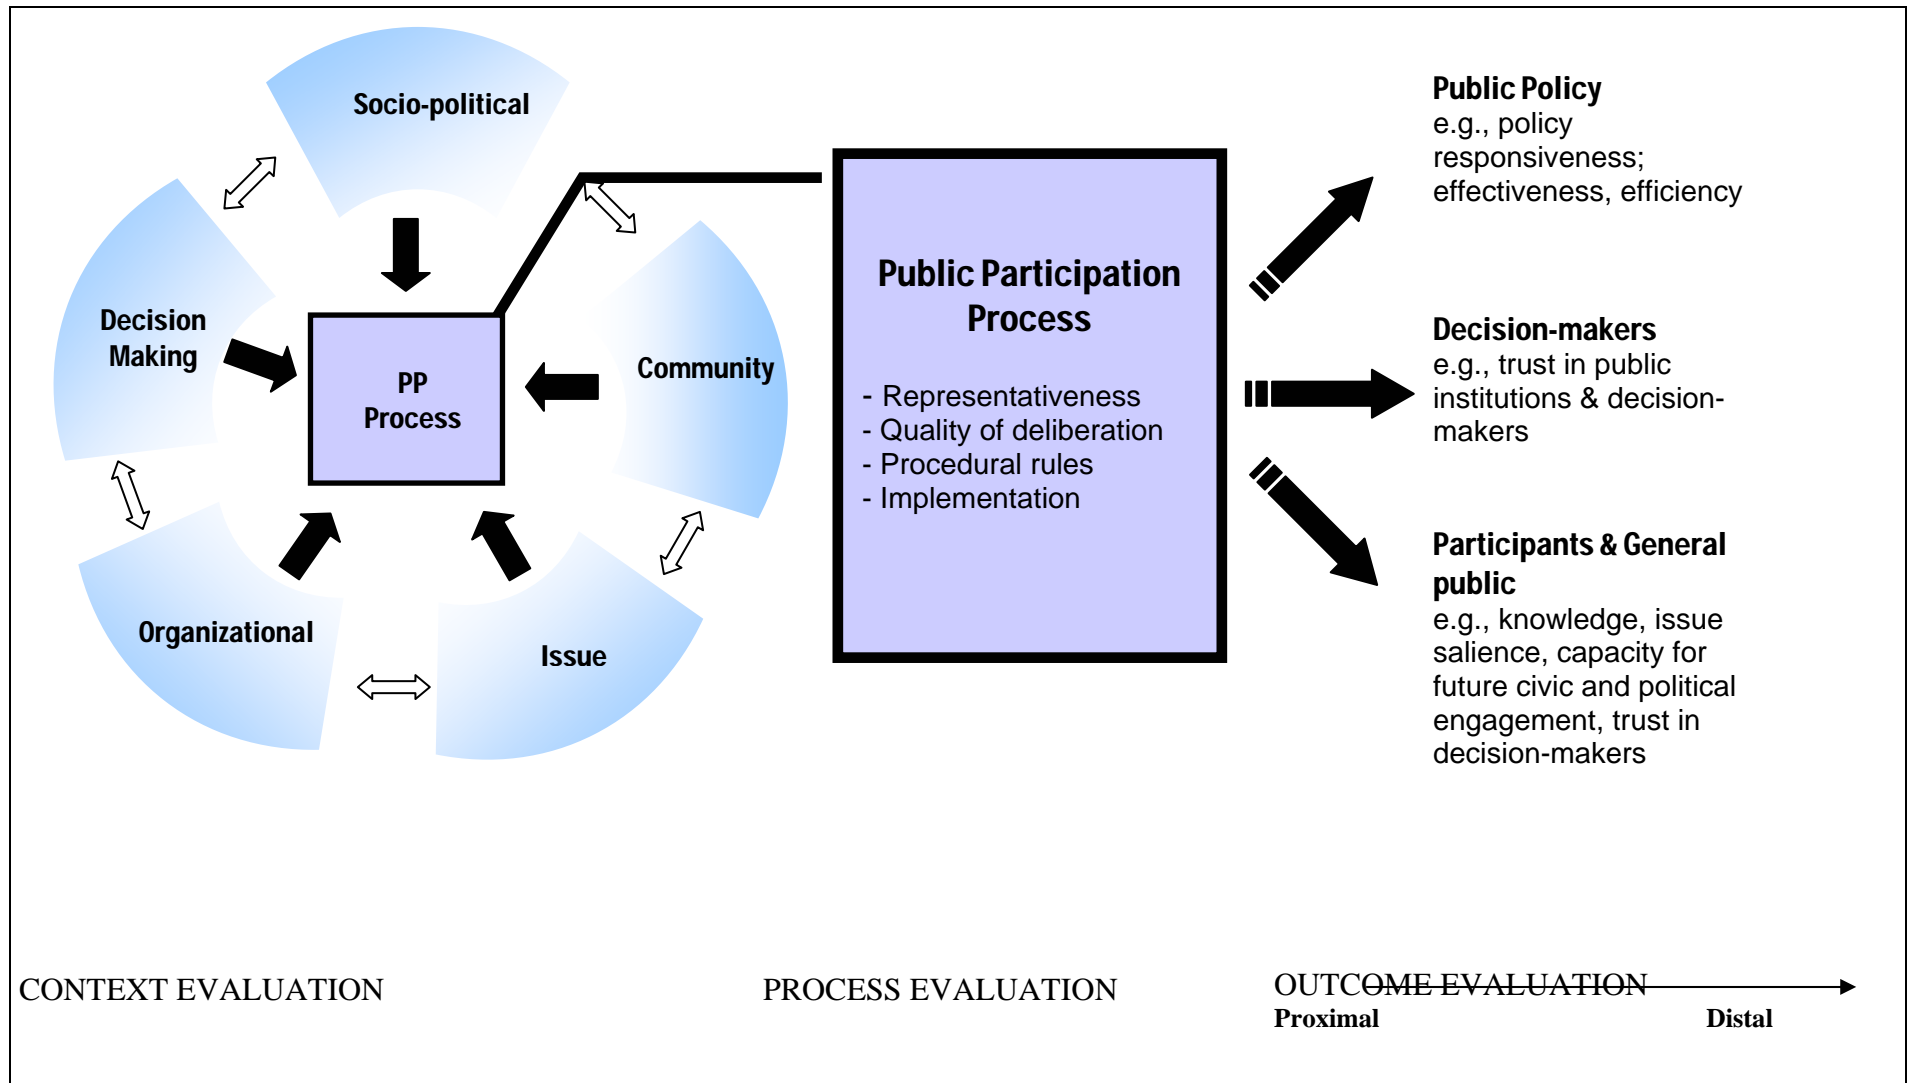 Socio-political
Decision
Making
PP
Process
Community
Organizational
Issue
Public Participation
Process
- Representativeness
- Quality of deliberation
- Procedural rules
- Implementation
Public Policy
e.g., policy
responsiveness;
effectiveness, efficiency
Decision-makers
e.g., trust in public
institutions & decision-
makers
Participants & General
public
e.g., knowledge, issue
salience, capacity for
future civic and political
engagement, trust in
decision-makers
CONTEXT EVALUATION
PROCESS EVALUATION
OUTCOME EVALUATION
Proximal
Distal